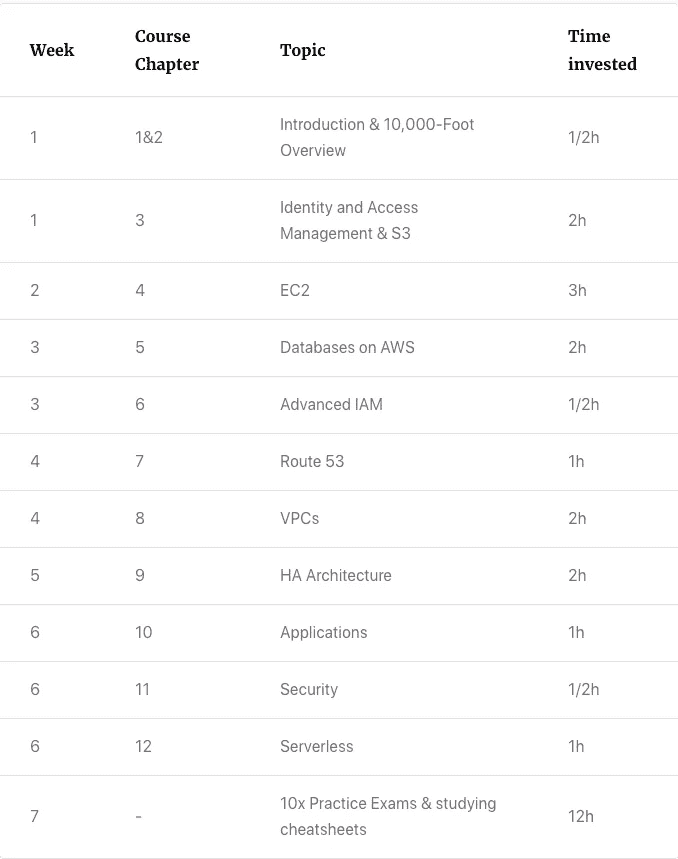 Week Course Chapter Topic Time invested
1 1&2 Introduction & 10,000-Foot Overview 1/2h
1 3 Identity and Access Management & S3 2h
2 4 EC2 3h
3 5 Databases on AWS 2h
3 6 Advanced IAM 1/2h
4 7 Route 53 1h
4 8 VPCs 2h
5 9 HA Architecture 2h
6 10 Applications 1h
6 11 Security 1/2h
6 12 Serverless 1h
7 - 10x Practice Exams & studying cheatsheets 12h